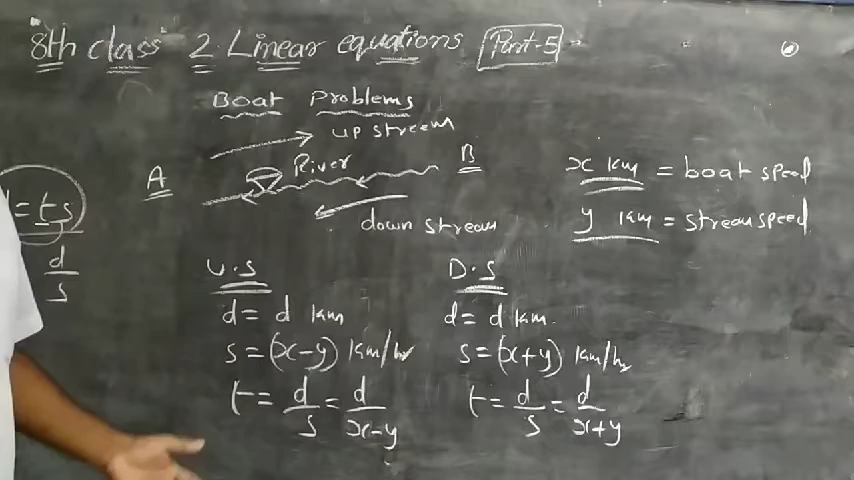 8th class 2. Linear equations Part-5
Boat Problems
up stream
River
A
B
down stream
x km = boat speed
y km = stream speed
= ts
d/s
U.S
d = d km
s = (x-y) km/hr
t = d/s = d/x-y
D.S
d = d km.
s = (x+y) km/hr
t = d/s = d/x+y